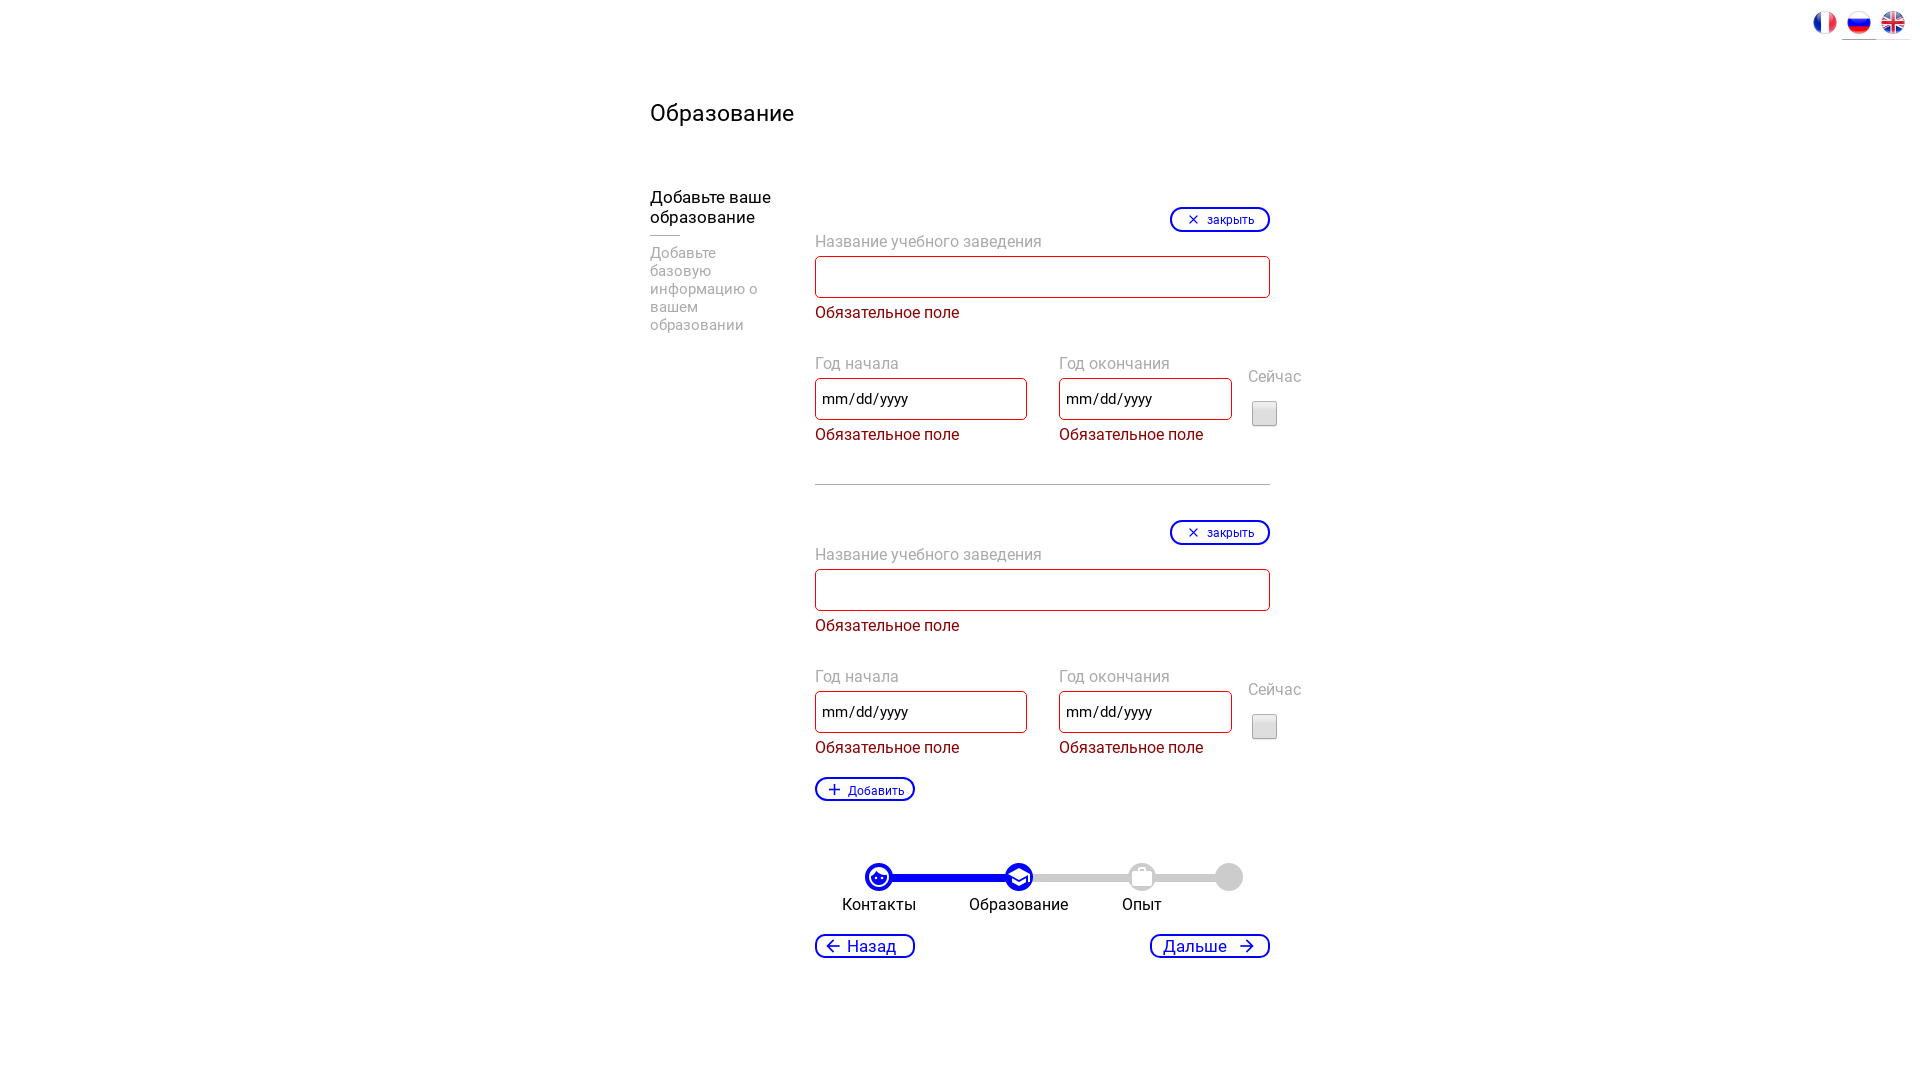 Образование
Добавьте ваше
образование
Добавьте
базовую
информацию о
вашем
образовании
закрыть
Название учебного заведения
Обязательное поле
Год начала
Год окончания
Сейчас
mm/dd/yyyy
mm/dd/yyyy
Обязательное поле
Обязательное поле
закрыть
Название учебного заведения
Обязательное поле
Год начала
Год окончания
Сейчас
mm/dd/yyyy
mm/dd/yyyy
Обязательное поле
Обязательное поле
Добавить
Контакты
Образование
Опыт
Назад
Дальше